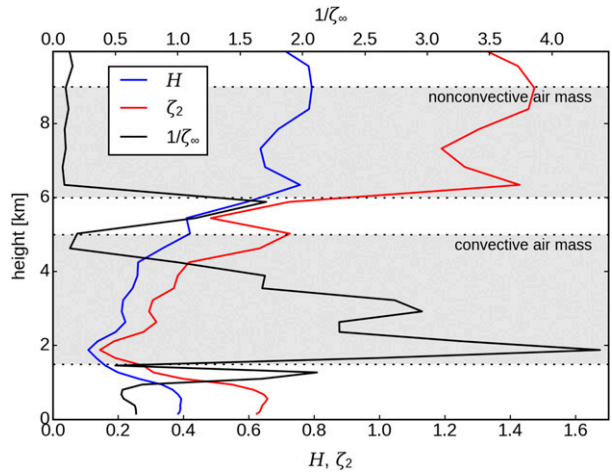 1/ζ∞
0.0 0.5 1.0 1.5 2.0 2.5 3.0 3.5 4.0
H
ζ2
1/ζ∞
nonconvective air mass
convective air mass
height [km]
8
6
4
2
0
0.0 0.2 0.4 0.6 0.8 1.0 1.2 1.4 1.6
H, ζ2